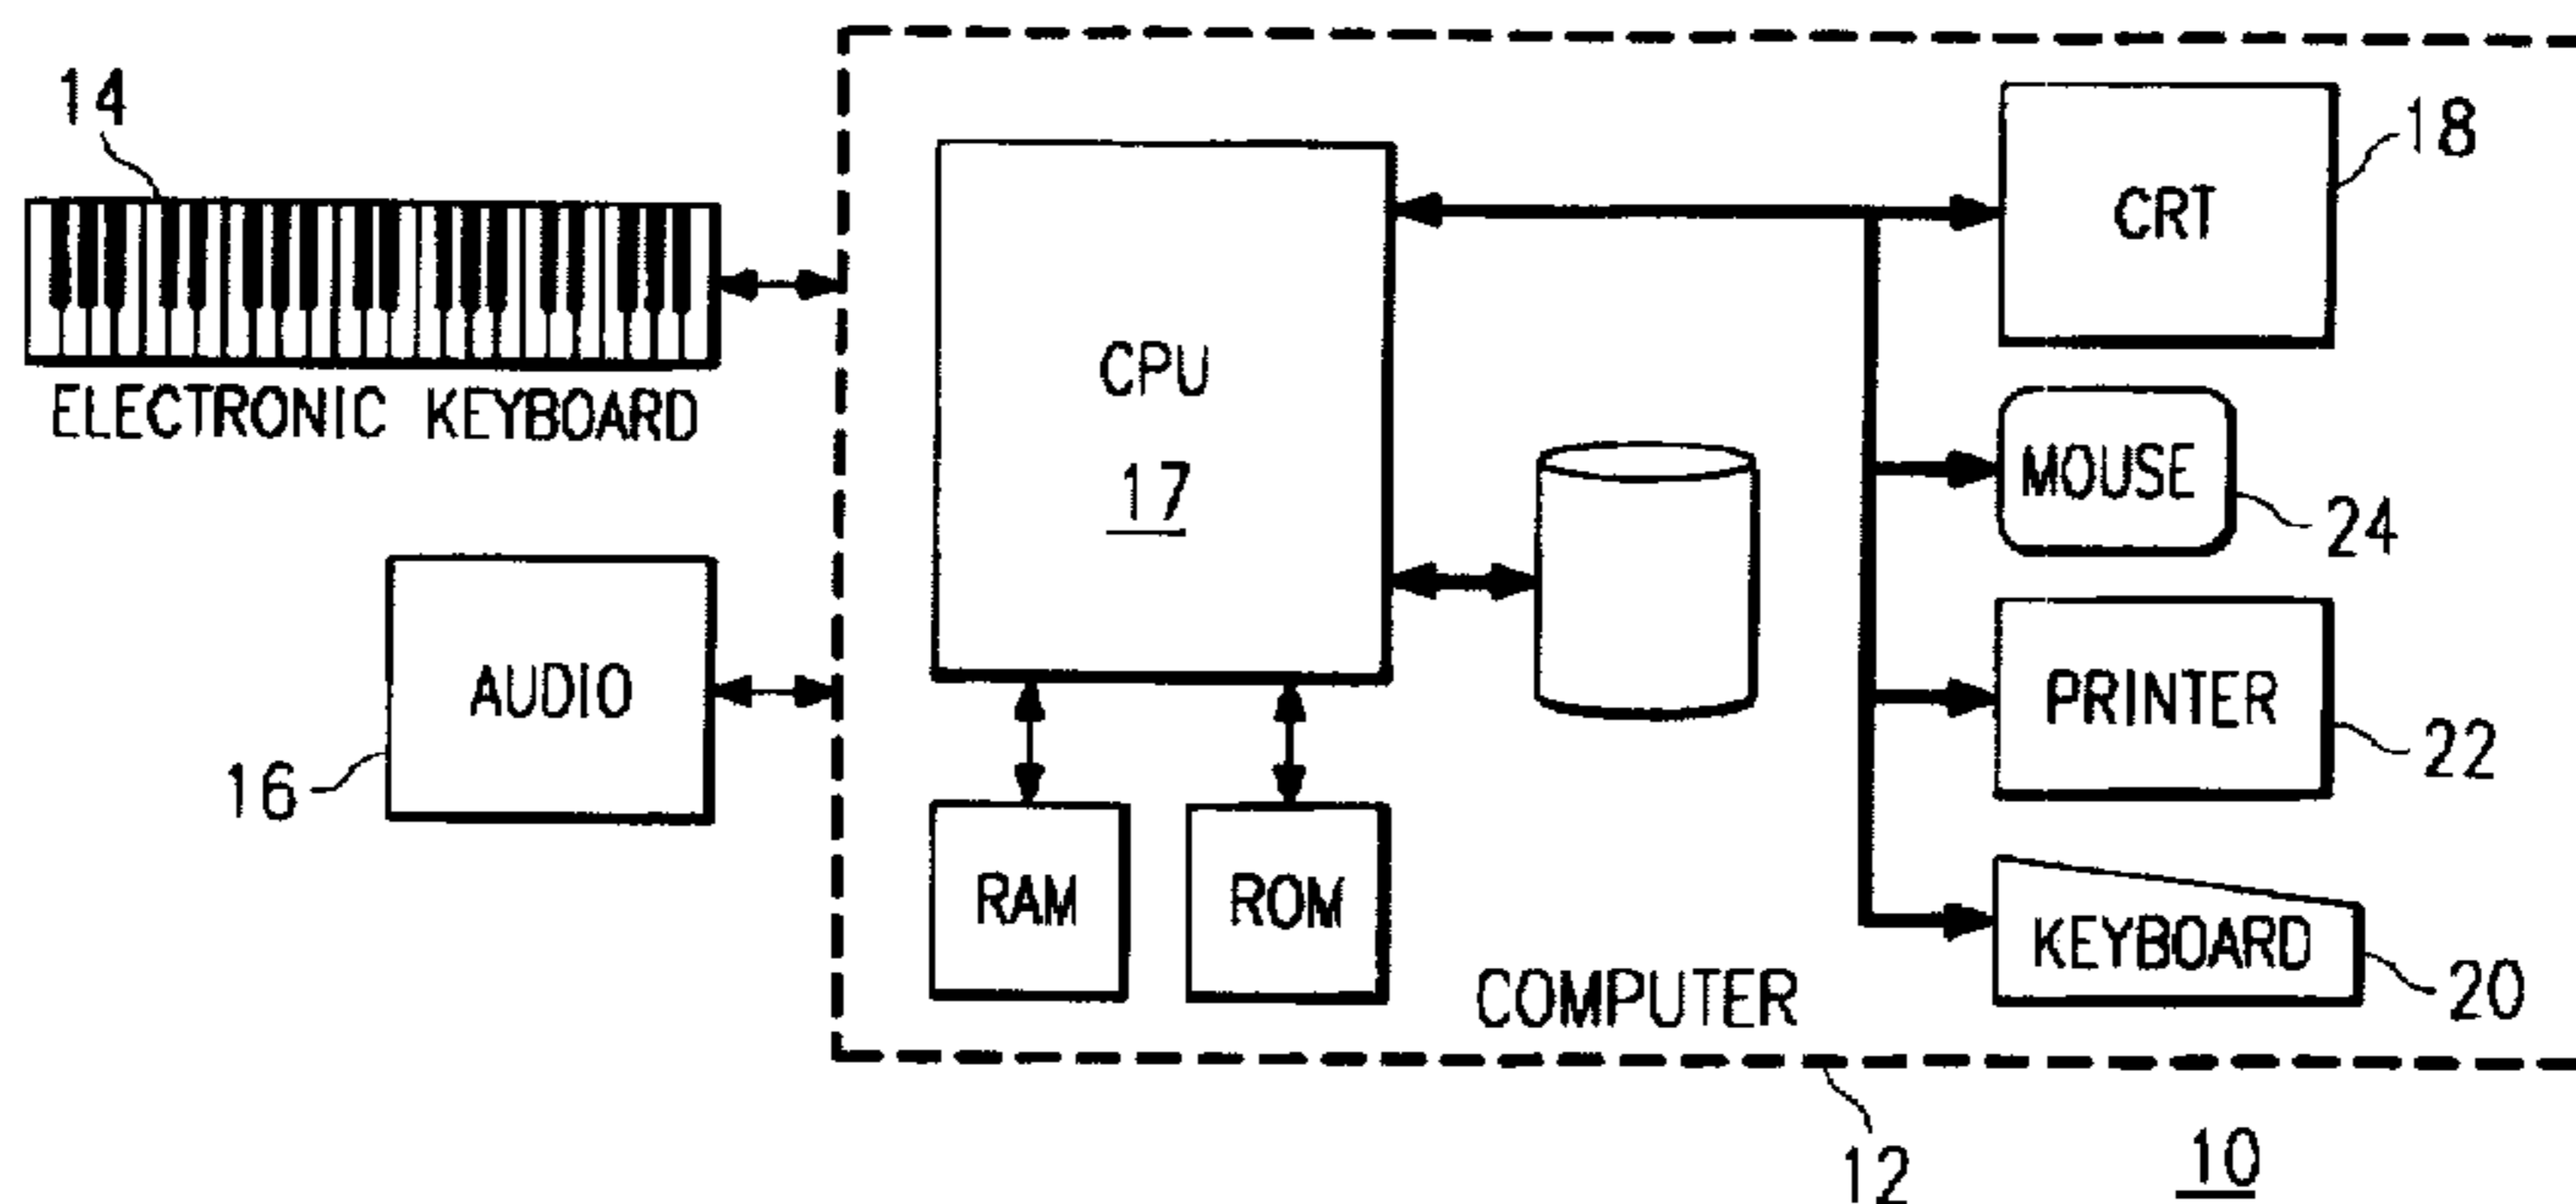 14
ELECTRONIC KEYBOARD
AUDIO
16
CPU
17
RAM
ROM
COMPUTER
CRT
18
MOUSE
24
PRINTER
22
KEYBOARD
20
12
10